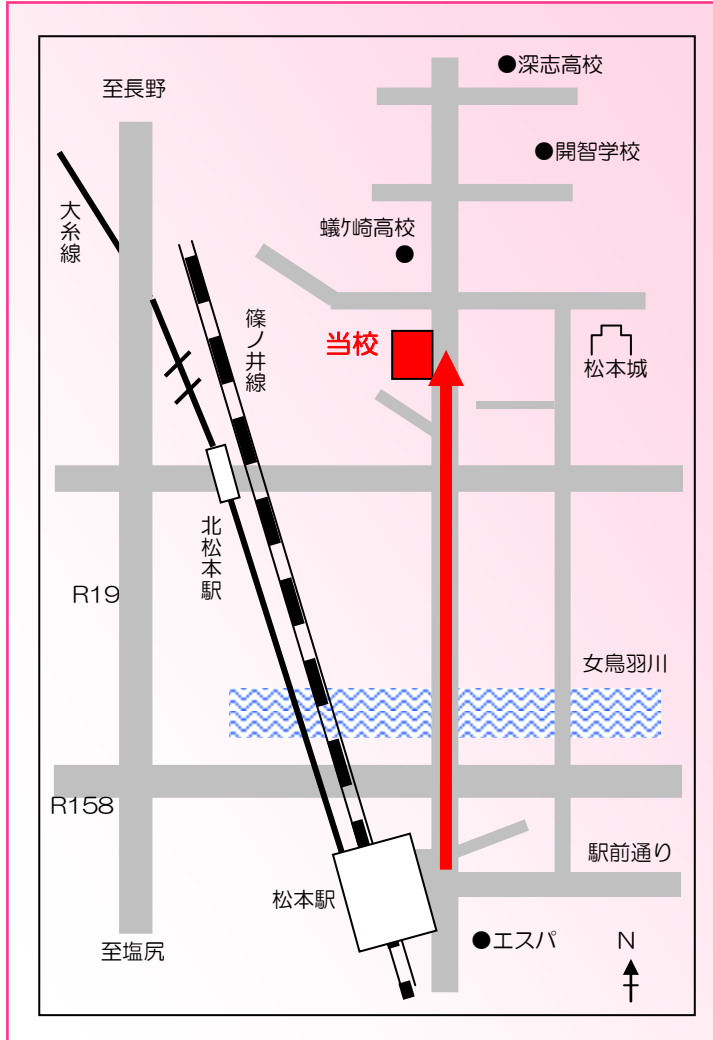 ●深志高校
至長野
●開智学校
大糸線
蟻ケ崎高校
篠ノ井線
当校
松本城
北松本駅
R19
女鳥羽川
R158
駅前通り
松本駅
●エスパ
N
至塩尻